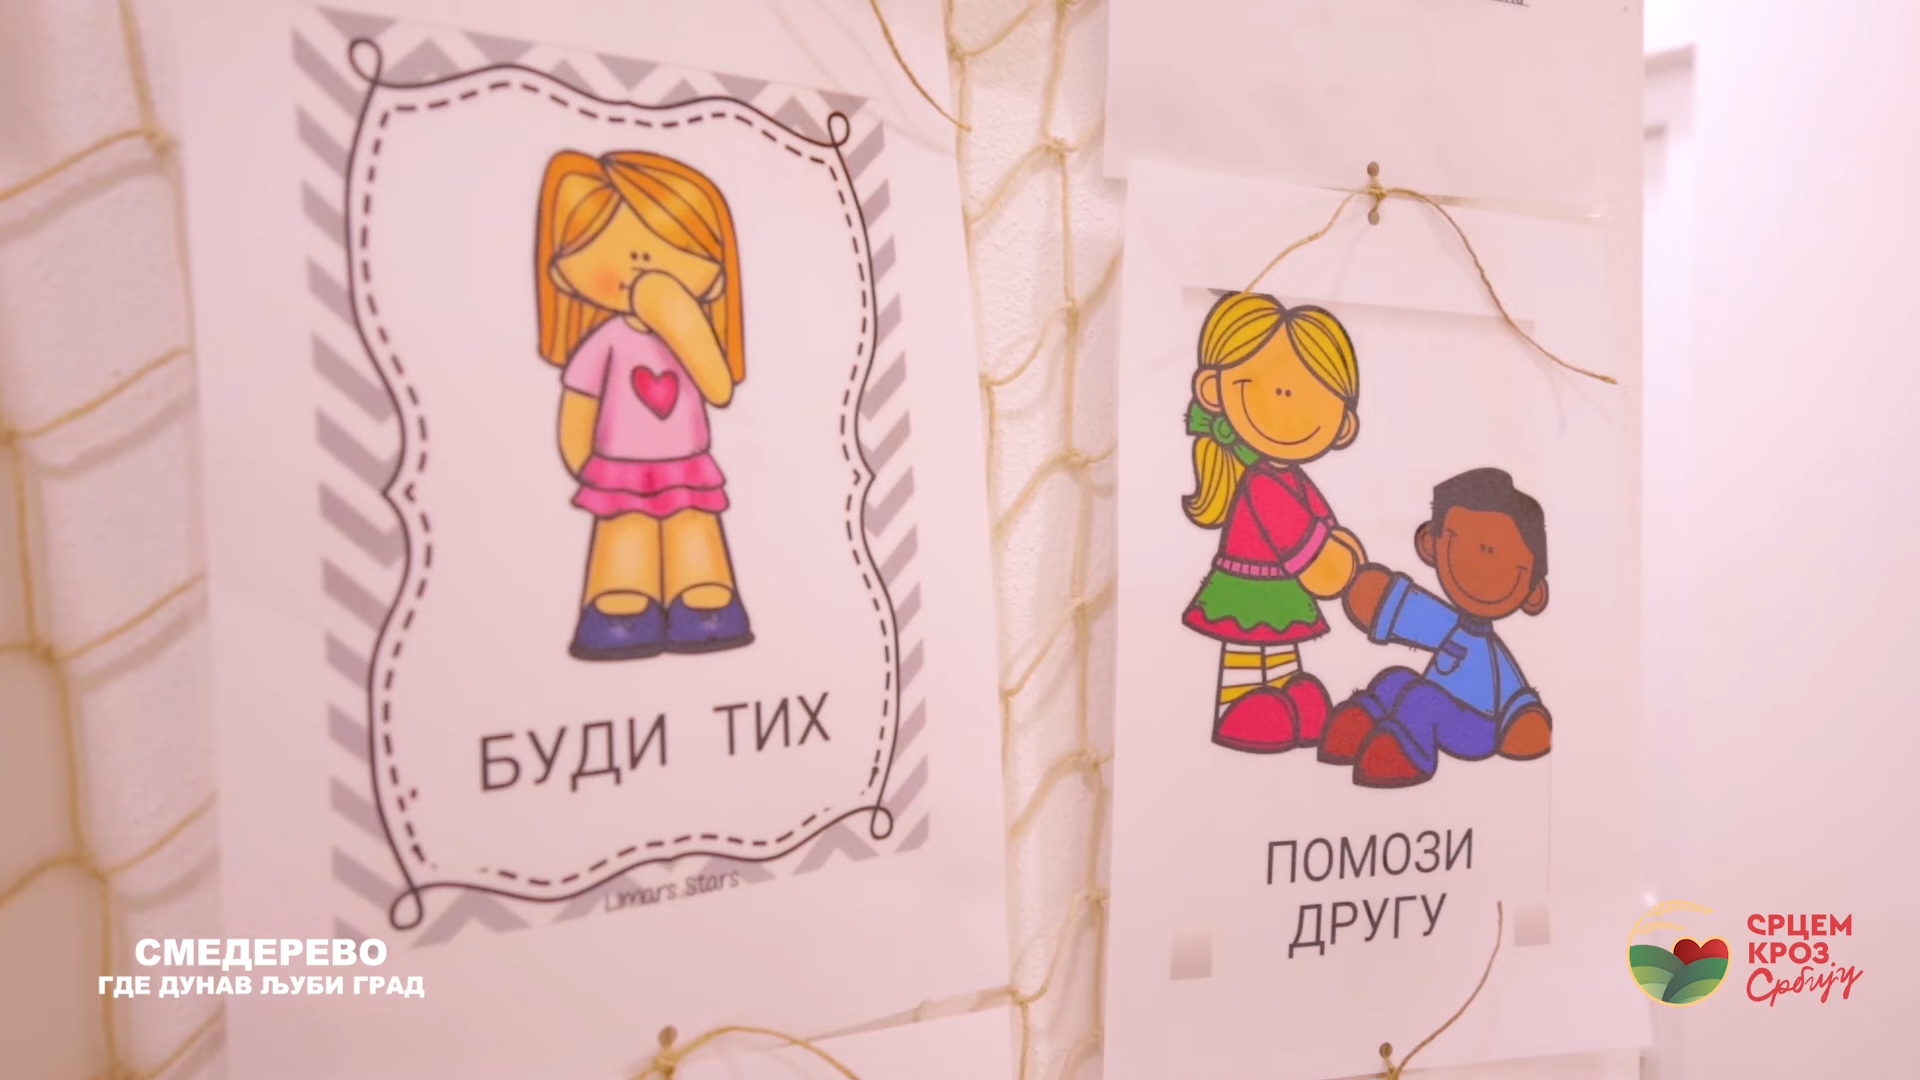 БУДИ ТИХ
Limars Stars
ПОМОЗИ
ДРУГУ
СМЕДЕРЕВО
ГДЕ ДУНАВ ЉУБИ ГРАД
СРЦЕМ
КРОЗ
Србију